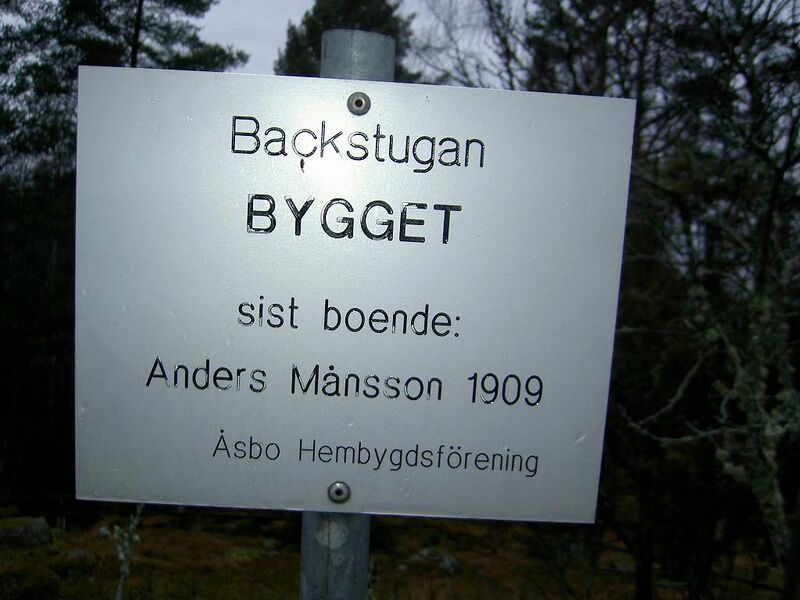 Backstugan
BYGGET
sist boende:
Anders Månsson 1909
Åsbo Hembygdsförening